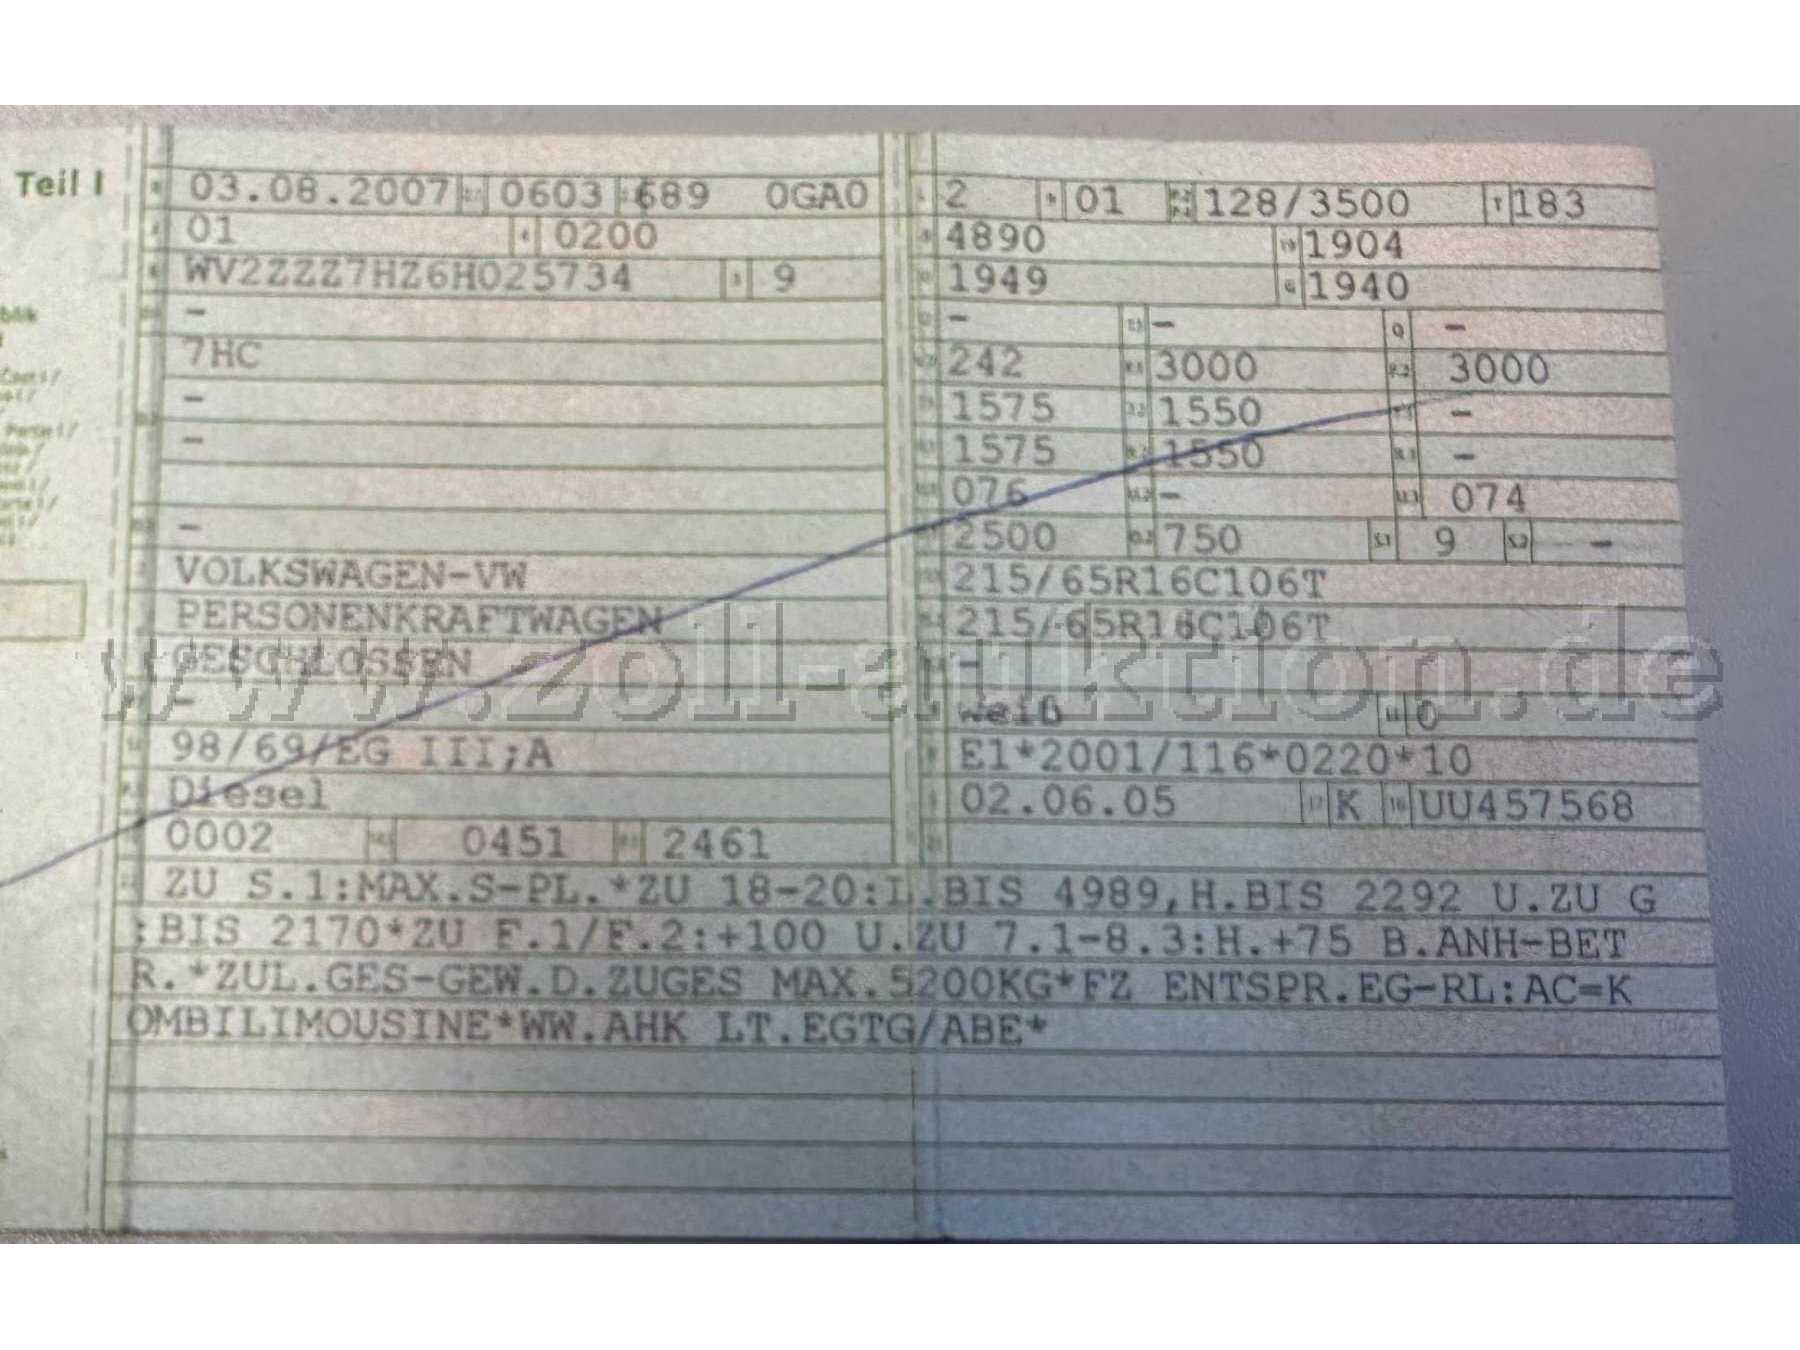 Teil I
03.08.2007 0603 689 0GA0
01 0200
WV2ZZZ7HZ6H025734 9
-
7HC
-
-
-
VOLKSWAGEN-VW
PERSONENKRAFTWAGEN
GESCHLOSSEN
-
98/69/EG III;A
Diesel
0002 0451 2461
2 01 128/3500 183
4890 1904
1949 1940
- - -
242 3000 3000
1575 1550 -
1575 1550 -
076 - 074
2500 750 9 -
215/65R16C106T
215/65R16C106T
-
weiß 0
E1*2001/116*0220*10
02.06.05 K UU457568
ZU S.1:MAX.S-PL.*ZU 18-20:L.BIS 4989,H.BIS 2292 U.ZU G
:BIS 2170*ZU F.1/F.2:+100 U.ZU 7.1-8.3:H.+75 B.ANH-BET
R.*ZUL.GES-GEW.D.ZUGES MAX.5200KG*FZ ENTSPR.EG-RL:AC=K
OMBILIMOUSINE*WW.AHK LT.EGTG/ABE*
www.zoll-auktion.de